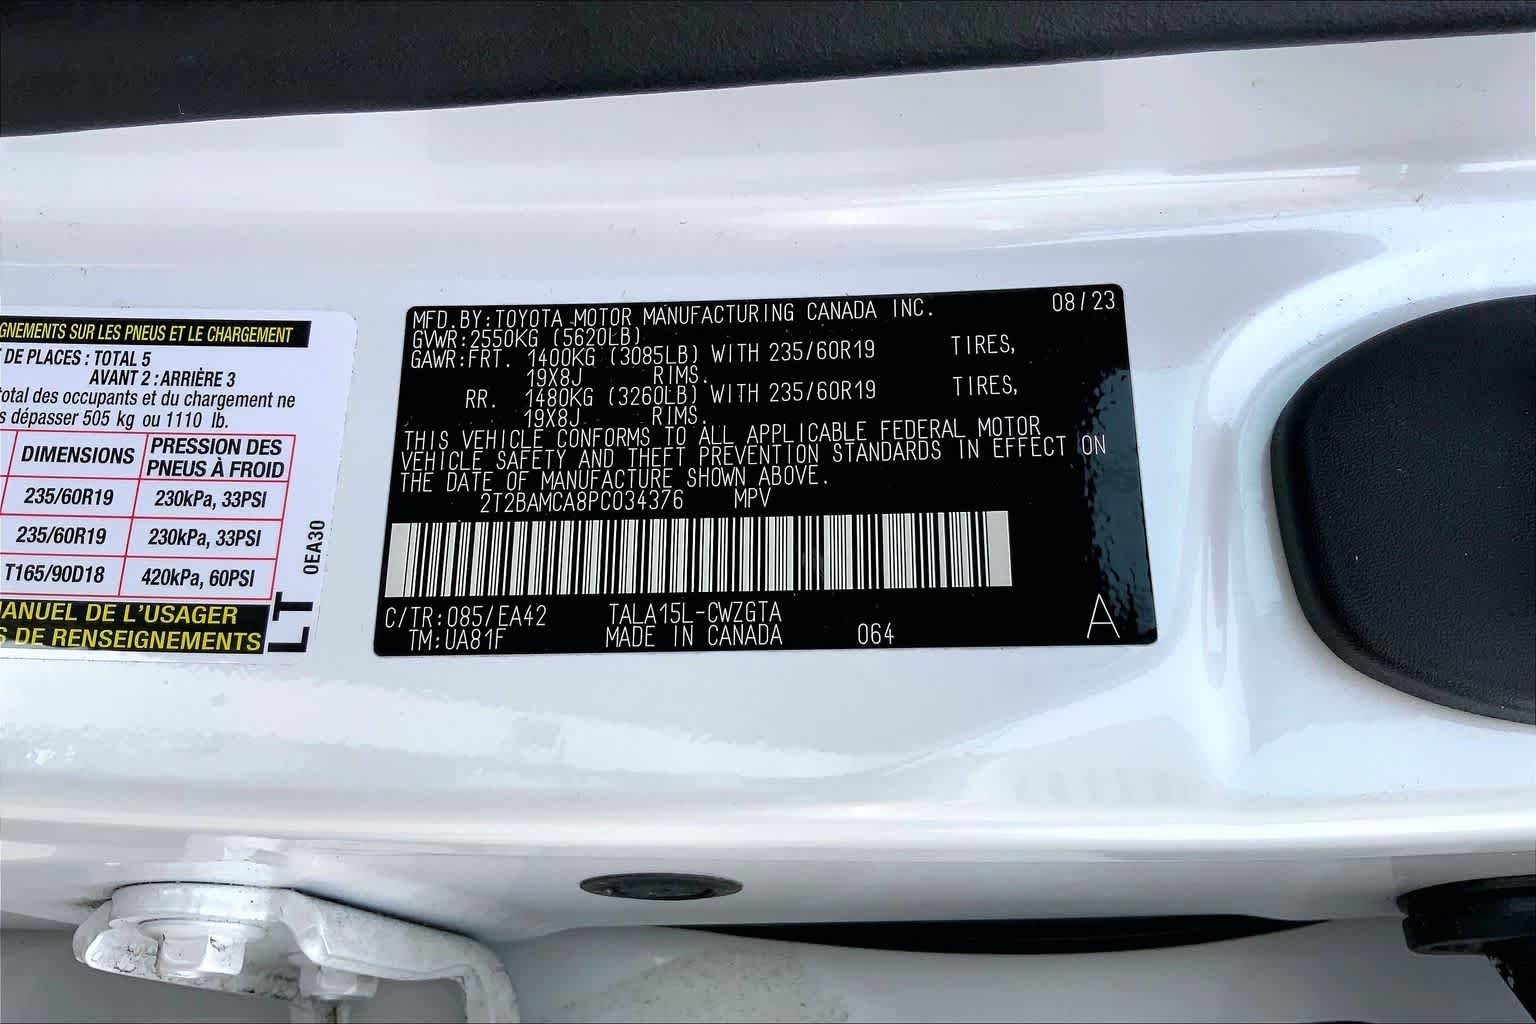 GNEMENTS SUR LES PNEUS ET LE CHARGEMENT
DE PLACES : TOTAL 5
AVANT 2 : ARRIÈRE 3
total des occupants et du chargement ne
s dépasser 505 kg ou 1110 lb.
DIMENSIONS PRESSION DES PNEUS À FROID
235/60R19 230kPa, 33PSI
235/60R19 230kPa, 33PSI
T165/90D18 420kPa, 60PSI
MANUEL DE L'USAGER
S DE RENSEIGNEMENTS
0EA30
LT
MFD.BY:TOYOTA MOTOR MANUFACTURING CANADA INC. 08/23
GVWR:2550KG (5620LB)
GAWR:FRT. 1400KG (3085LB) WITH 235/60R19 TIRES,
19X8J RIMS.
RR. 1480KG (3260LB) WITH 235/60R19 TIRES,
19X8J RIMS.
THIS VEHICLE CONFORMS TO ALL APPLICABLE FEDERAL MOTOR
VEHICLE SAFETY AND THEFT PREVENTION STANDARDS IN EFFECT ON
THE DATE OF MANUFACTURE SHOWN ABOVE.
2T2BAMCA8PC034376 MPV
C/TR:085/EA42 TALA15L-CWZGTA
TM:UA81F MADE IN CANADA 064 A